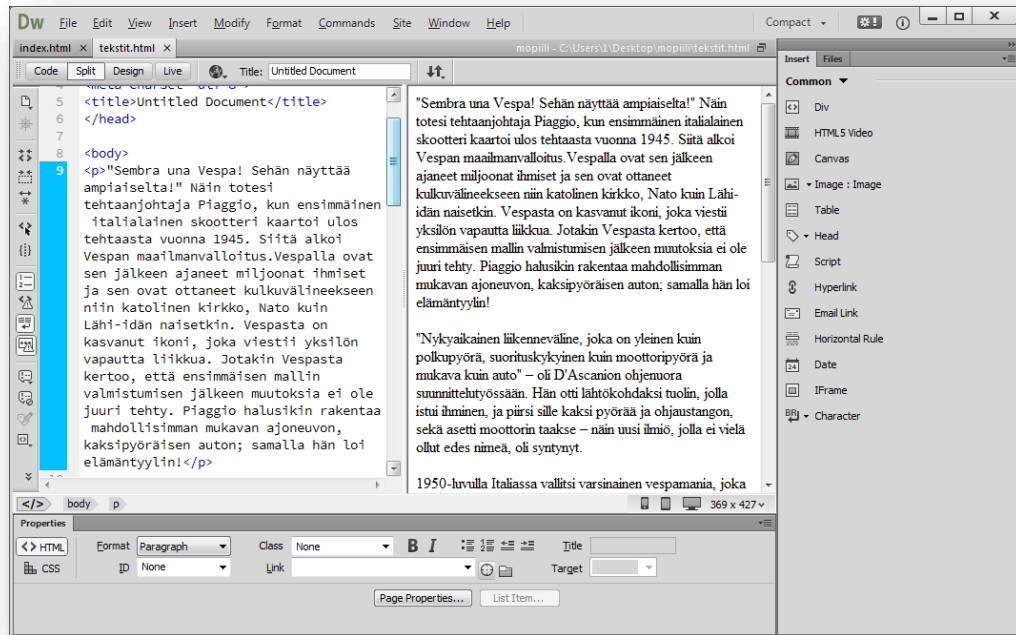 Dw File Edit View Insert Modify Format Commands Site Window Help Compact
index.html × tekstit.html × mopiili - C:\Users\1\Desktop\mopiili\tekstit.html
Code Split Design Live Title: Untitled Document
5 <title>Untitled Document</title>
6 </head>
7
8 <body>
9 <p>"Sembra una Vespa! Sehän näyttää
ampiaiselta!" Näin totesi
tehtaanjohtaja Piaggio, kun ensimmäinen
italialainen skootteri kaartoi ulos
tehtaasta vuonna 1945. Siitä alkoi
Vespan maailmanvalloitus.Vespalla ovat
sen jälkeen ajaneet miljoonat ihmiset
ja sen ovat ottaneet kulkuvälineekseen
niin katolinen kirkko, Nato kuin
Lähi-idän naisetkin. Vespasta on
kasvanut ikoni, joka viestii yksilön
vapautta liikkua. Jotakin Vespasta
kertoo, että ensimmäisen mallin
valmistumisen jälkeen muutoksia ei ole
juuri tehty. Piaggio halusikin rakentaa
mahdollisimman mukavan ajoneuvon,
kaksipyöräisen auton; samalla hän loi
elämäntyylin!</p>
"Sembra una Vespa! Sehän näyttää ampiaiselta!" Näin
totesi tehtaanjohtaja Piaggio, kun ensimmäinen italialainen
skootteri kaartoi ulos tehtaasta vuonna 1945. Siitä alkoi
Vespan maailmanvalloitus.Vespalla ovat sen jälkeen
ajaneet miljoonat ihmiset ja sen ovat ottaneet
kulkuvälineekseen niin katolinen kirkko, Nato kuin Lähi-
idän naisetkin. Vespasta on kasvanut ikoni, joka viestii
yksilön vapautta liikkua. Jotakin Vespasta kertoo, että
ensimmäisen mallin valmistumisen jälkeen muutoksia ei ole
juuri tehty. Piaggio halusikin rakentaa mahdollisimman
mukavan ajoneuvon, kaksipyöräisen auton; samalla hän loi
elämäntyylin!
"Nykyaikainen liikenneväline, joka on yleinen kuin
polkupyörä, suorituskykyinen kuin moottoripyörä ja
mukava kuin auto" – oli D'Ascanion ohjenuora
suunnittelutyössään. Hän otti lähtökohdaksi tuolin, jolla
istui ihminen, ja piirsi sille kaksi pyörää ja ohjaustangon,
sekä asetti moottorin taakse – näin uusi ilmiö, jolla ei vielä
ollut edes nimeä, oli syntynyt.
1950-luvulla Italiassa vallitsi varsinainen vespamania, joka
Insert Files
Common
Div
HTML5 Video
Canvas
Image : Image
Table
Head
Script
Hyperlink
Email Link
Horizontal Rule
Date
IFrame
Character
</> body p 369 x 427
Properties
<> HTML Format Paragraph Class None B I Title
CSS ID None Link Target
Page Properties... List Item...